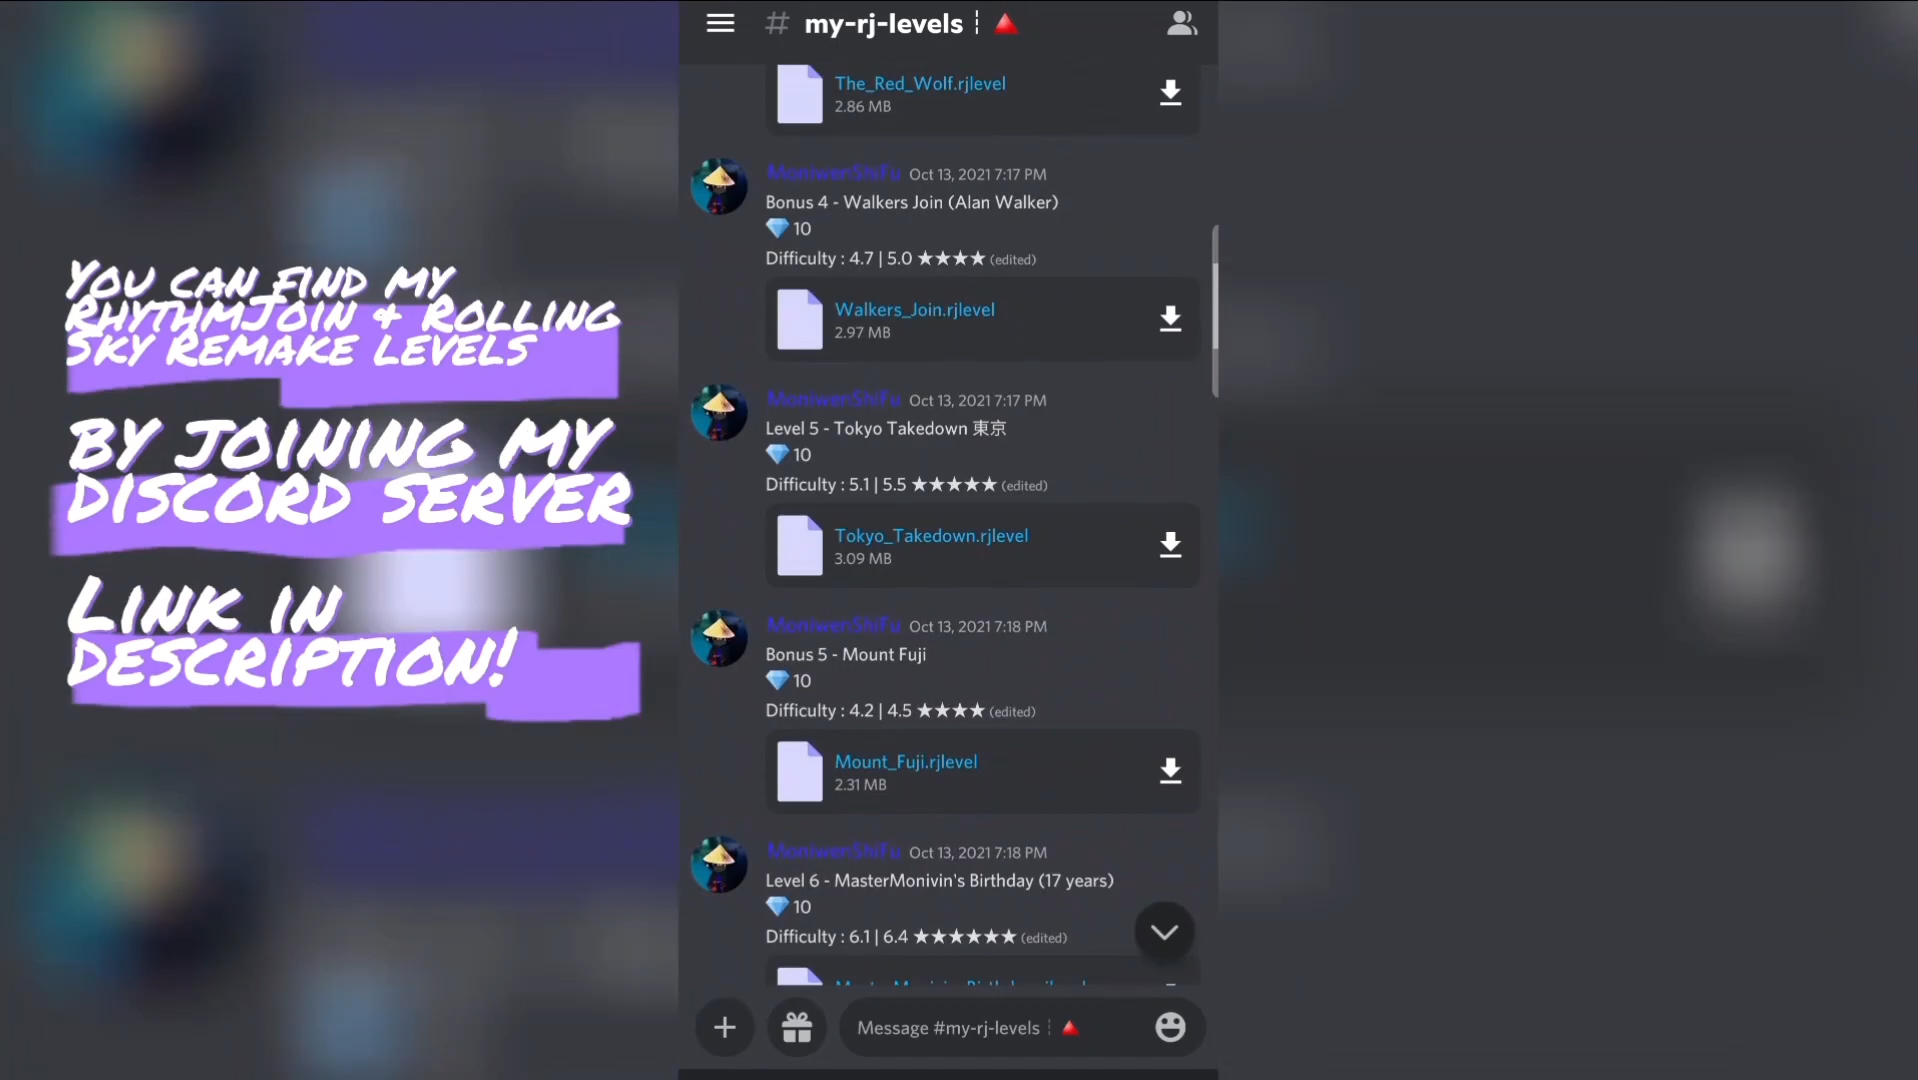 You can find my
RhythmJoin & Rolling
Sky Remake levels
by joining my
discord server
Link in
description!
# my-rj-levels ┊ 🔺
The_Red_Wolf.rjlevel
2.86 MB
MoniwenShiFu Oct 13, 2021 7:17 PM
Bonus 4 - Walkers Join (Alan Walker)
💎 10
Difficulty : 4.7 | 5.0 ★★★★ (edited)
Walkers_Join.rjlevel
2.97 MB
MoniwenShiFu Oct 13, 2021 7:17 PM
Level 5 - Tokyo Takedown 東京
💎 10
Difficulty : 5.1 | 5.5 ★★★★★ (edited)
Tokyo_Takedown.rjlevel
3.09 MB
MoniwenShiFu Oct 13, 2021 7:18 PM
Bonus 5 - Mount Fuji
💎 10
Difficulty : 4.2 | 4.5 ★★★★ (edited)
Mount_Fuji.rjlevel
2.31 MB
MoniwenShiFu Oct 13, 2021 7:18 PM
Level 6 - MasterMonivin's Birthday (17 years)
💎 10
Difficulty : 6.1 | 6.4 ★★★★★★ (edited)
Message #my-rj-levels ┊ 🔺